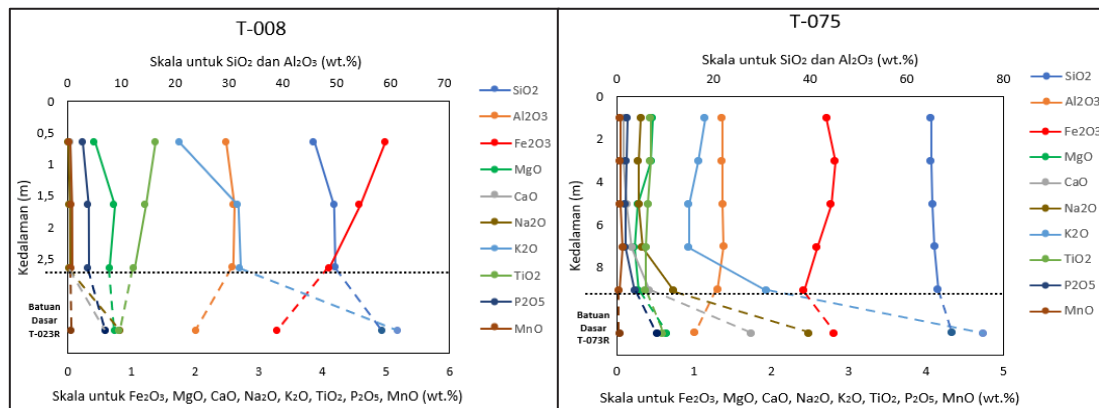 T-008
Skala untuk SiO₂ dan Al₂O₃ (wt.%)
0 10 20 30 40 50 60 70
Kedalaman (m)
0
0,5
1
1,5
2
2,5
Batuan
Dasar
T-023R
0 1 2 3 4 5 6
Skala untuk Fe₂O₃, MgO, CaO, Na₂O, K₂O, TiO₂, P₂O₅, MnO (wt.%)
SiO2
Al2O3
Fe2O3
MgO
CaO
Na2O
K2O
TiO2
P2O5
MnO
T-075
Skala untuk SiO₂ dan Al₂O₃ (wt.%)
0 20 40 60 80
Kedalaman (m)
0
2
4
6
8
Batuan
Dasar
T-073R
0 1 2 3 4 5
Skala untuk Fe₂O₃, MgO, CaO, Na₂O, K₂O, TiO₂, P₂O₅, MnO (wt.%)
SiO2
Al2O3
Fe2O3
MgO
CaO
Na2O
K2O
TiO2
P2O5
MnO